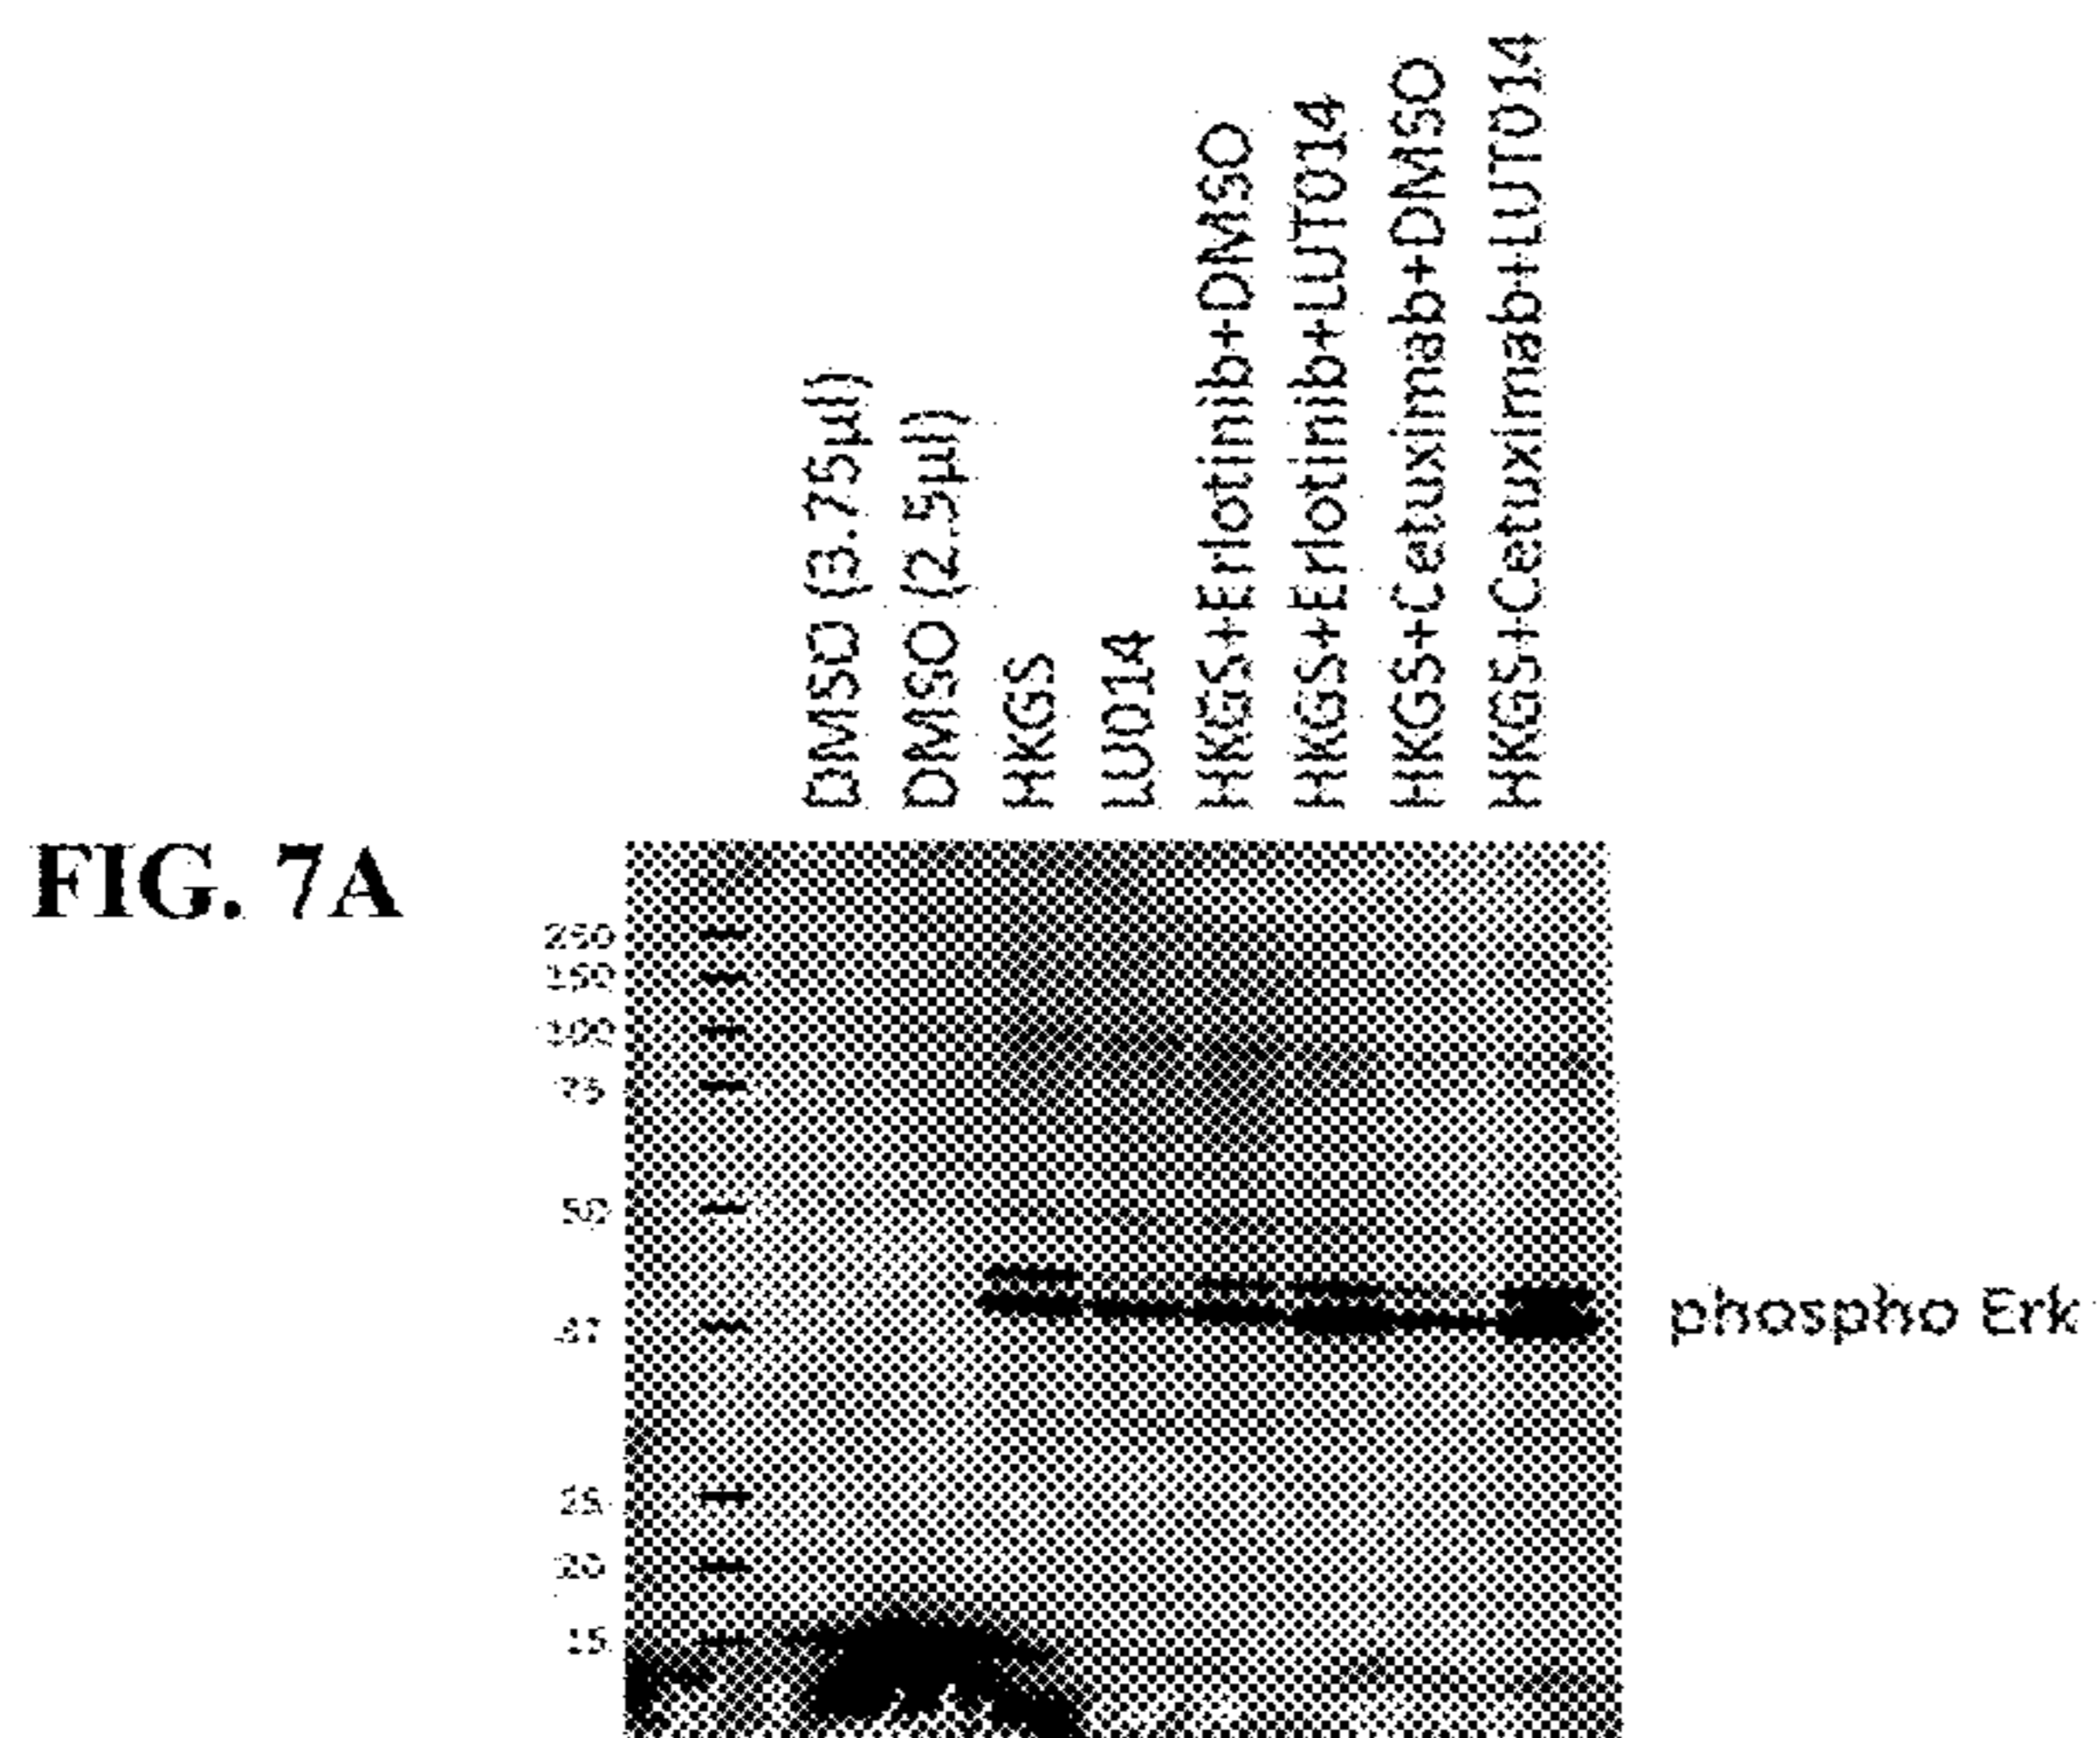 DMSO (3.75µl)
DMSO (2.5µl)
HKGS
LU014
HKGS+Erlotinib+DMSO
HKGS+Erlotinib+LUT014
HKGS+Cetuximab+DMSO
HKGS+Cetuximab+LUT014
FIG. 7A
250
150
100
75
50
37
25
20
15
phospho Erk